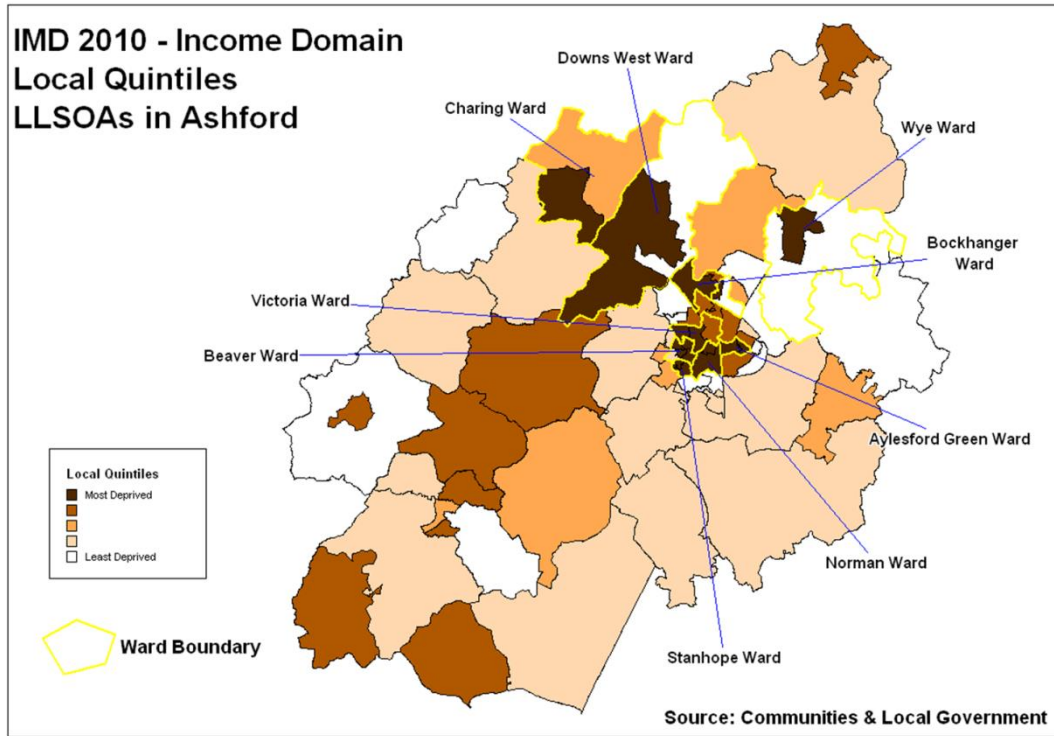 IMD 2010 - Income Domain
Local Quintiles
LLSOAs in Ashford
Downs West Ward
Charing Ward
Wye Ward
Bockhanger
Ward
Victoria Ward
Beaver Ward
Aylesford Green Ward
Local Quintiles
Most Deprived
Least Deprived
Norman Ward
Ward Boundary
Stanhope Ward
Source: Communities & Local Government